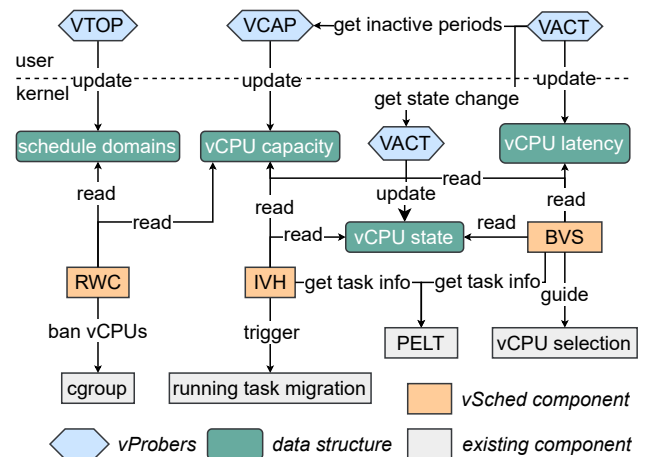 VTOP
VCAP
get inactive periods
VACT
user
kernel
update
update
update
get state change
schedule domains
vCPU capacity
VACT
vCPU latency
read
read
read
update
read
read
read
vCPU state
read
BVS
RWC
IVH
get task info
get task info
ban vCPUs
trigger
guide
PELT
vCPU selection
cgroup
running task migration
vSched component
vProbers
data structure
existing component